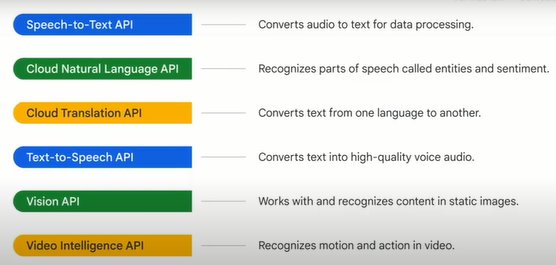 Speech-to-Text API Converts audio to text for data processing.
Cloud Natural Language API Recognizes parts of speech called entities and sentiment.
Cloud Translation API Converts text from one language to another.
Text-to-Speech API Converts text into high-quality voice audio.
Vision API Works with and recognizes content in static images.
Video Intelligence API Recognizes motion and action in video.